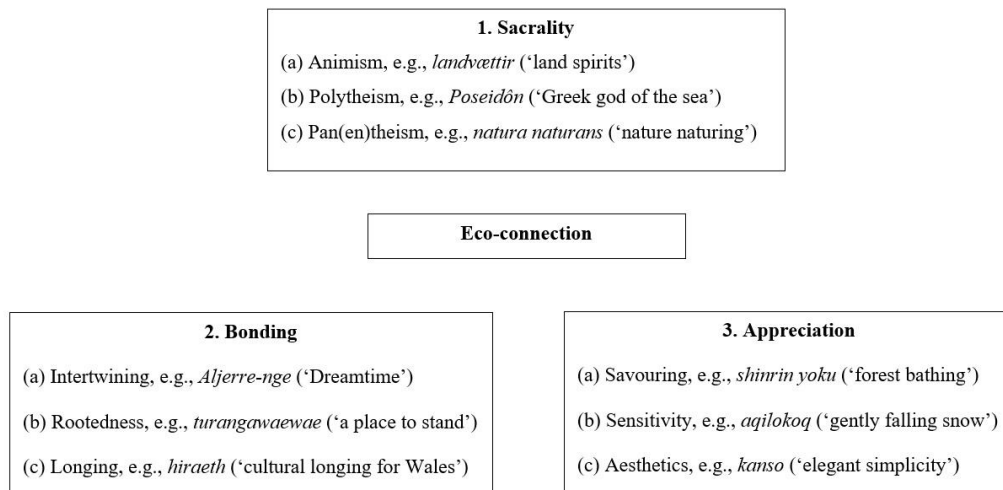 1. Sacrality
(a) Animism, e.g., landvættir (‘land spirits’)
(b) Polytheism, e.g., Poseidôn (‘Greek god of the sea’)
(c) Pan(en)theism, e.g., natura naturans (‘nature naturing’)
Eco-connection
2. Bonding
(a) Intertwining, e.g., Aljerre-nge (‘Dreamtime’)
(b) Rootedness, e.g., turangawaewae (‘a place to stand’)
(c) Longing, e.g., hiraeth (‘cultural longing for Wales’)
3. Appreciation
(a) Savouring, e.g., shinrin yoku (‘forest bathing’)
(b) Sensitivity, e.g., aqilokoq (‘gently falling snow’)
(c) Aesthetics, e.g., kanso (‘elegant simplicity’)